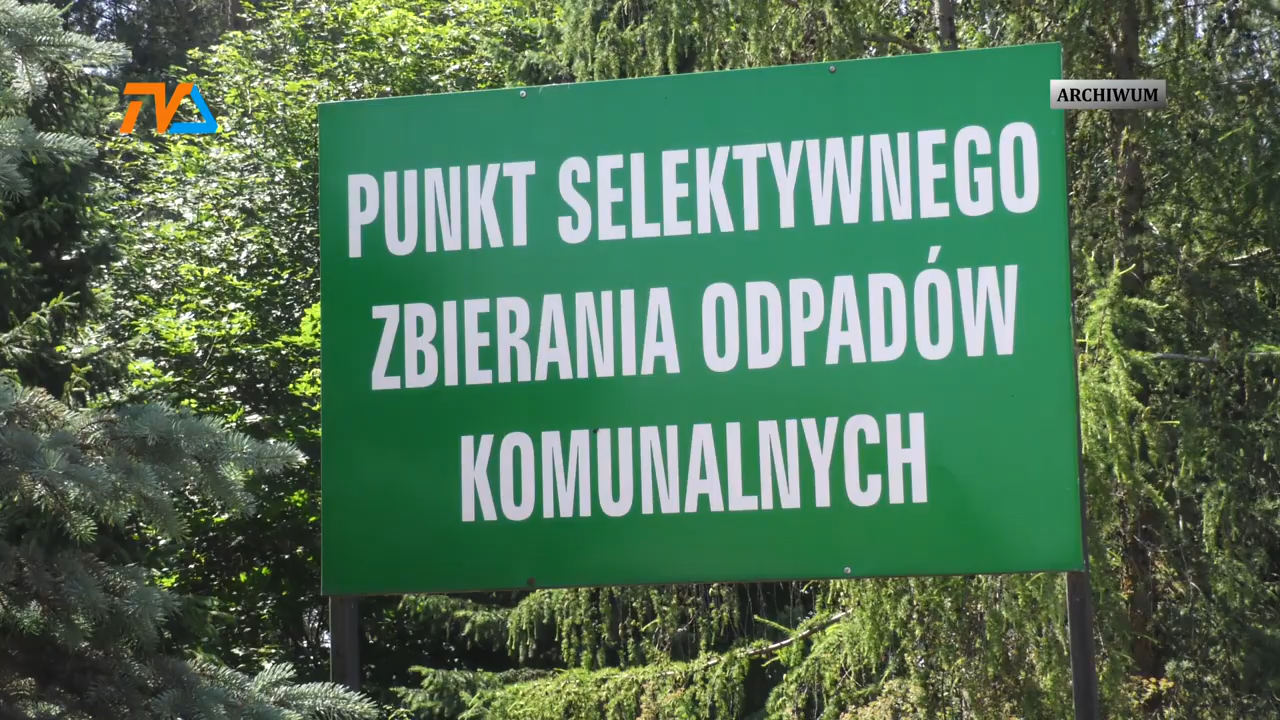 TVA
ARCHIWUM
PUNKT SELEKTYWNEGO
ZBIERANIA ODPADÓW
KOMUNALNYCH